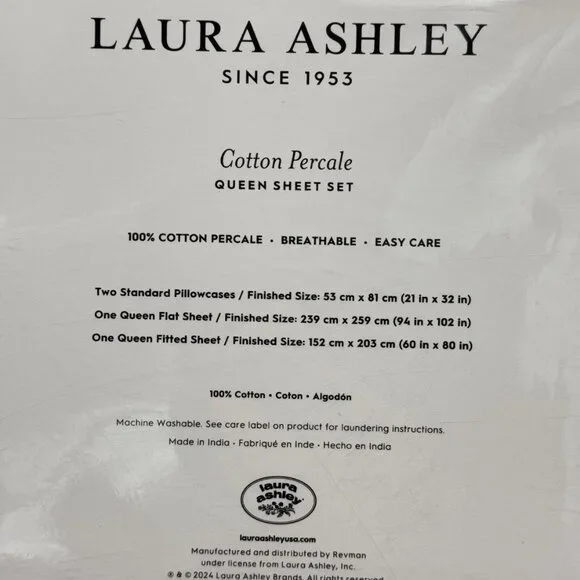 LAURA ASHLEY
SINCE 1953
Cotton Percale
QUEEN SHEET SET
100% COTTON PERCALE • BREATHABLE • EASY CARE
Two Standard Pillowcases / Finished Size: 53 cm x 81 cm (21 in x 32 in)
One Queen Flat Sheet / Finished Size: 239 cm x 259 cm (94 in x 102 in)
One Queen Fitted Sheet / Finished Size: 152 cm x 203 cm (60 in x 80 in)
100% Cotton • Coton • Algodón
Machine Washable. See care label on product for laundering instructions.
Made in India • Fabriqué en Inde • Hecho en India
laura
ashley
lauraashleyusa.com
Manufactured and distributed by Revman
under license from Laura Ashley, Inc.
® & © 2024 Laura Ashley Brands. All rights reserved